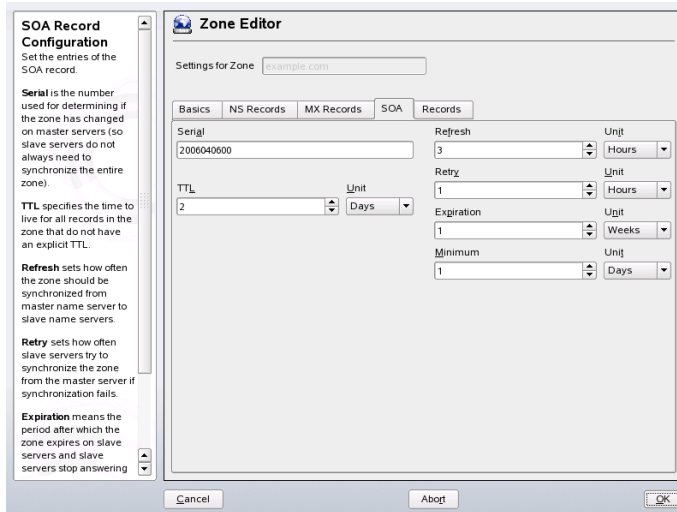 SOA Record
Configuration
Set the entries of the
SOA record.
Serial is the number
used for determining if
the zone has changed
on master servers (so
slave servers do not
always need to
synchronize the entire
zone).
TTL specifies the time to
live for all records in the
zone that do not have
an explicit TTL.
Refresh sets how often
the zone should be
synchronized from
master name server to
slave name servers.
Retry sets how often
slave servers try to
synchronize the zone
from the master server if
synchronization fails.
Expiration means the
period after which the
zone expires on slave
servers and slave
servers stop answering
Zone Editor
Settings for Zone example.com
Basics NS Records MX Records SOA Records
Serial
2006040600
TTL Unit
2 Days
Refresh Unit
3 Hours
Retry Unit
1 Hours
Expiration Unit
1 Weeks
Minimum Unit
1 Days
Cancel Abort OK